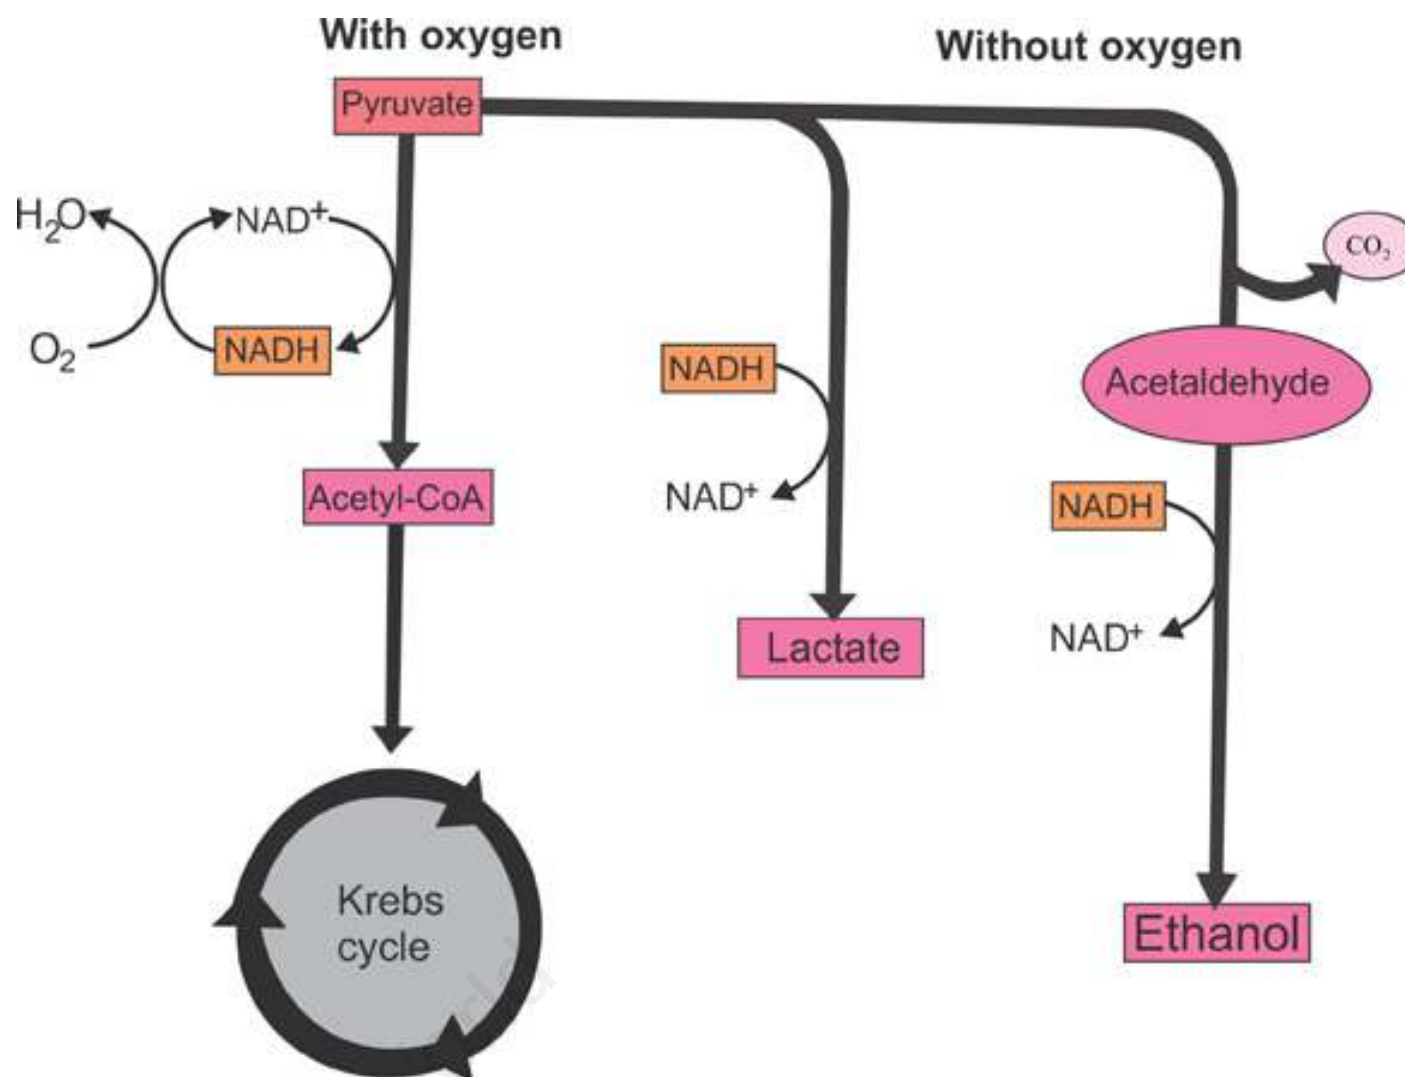 With oxygen
Without oxygen
Pyruvate
H₂O
NAD⁺
CO₂
O₂
NADH
NADH
Acetaldehyde
Acetyl-CoA
NAD⁺
NADH
Lactate
NAD⁺
Krebs
cycle
Ethanol